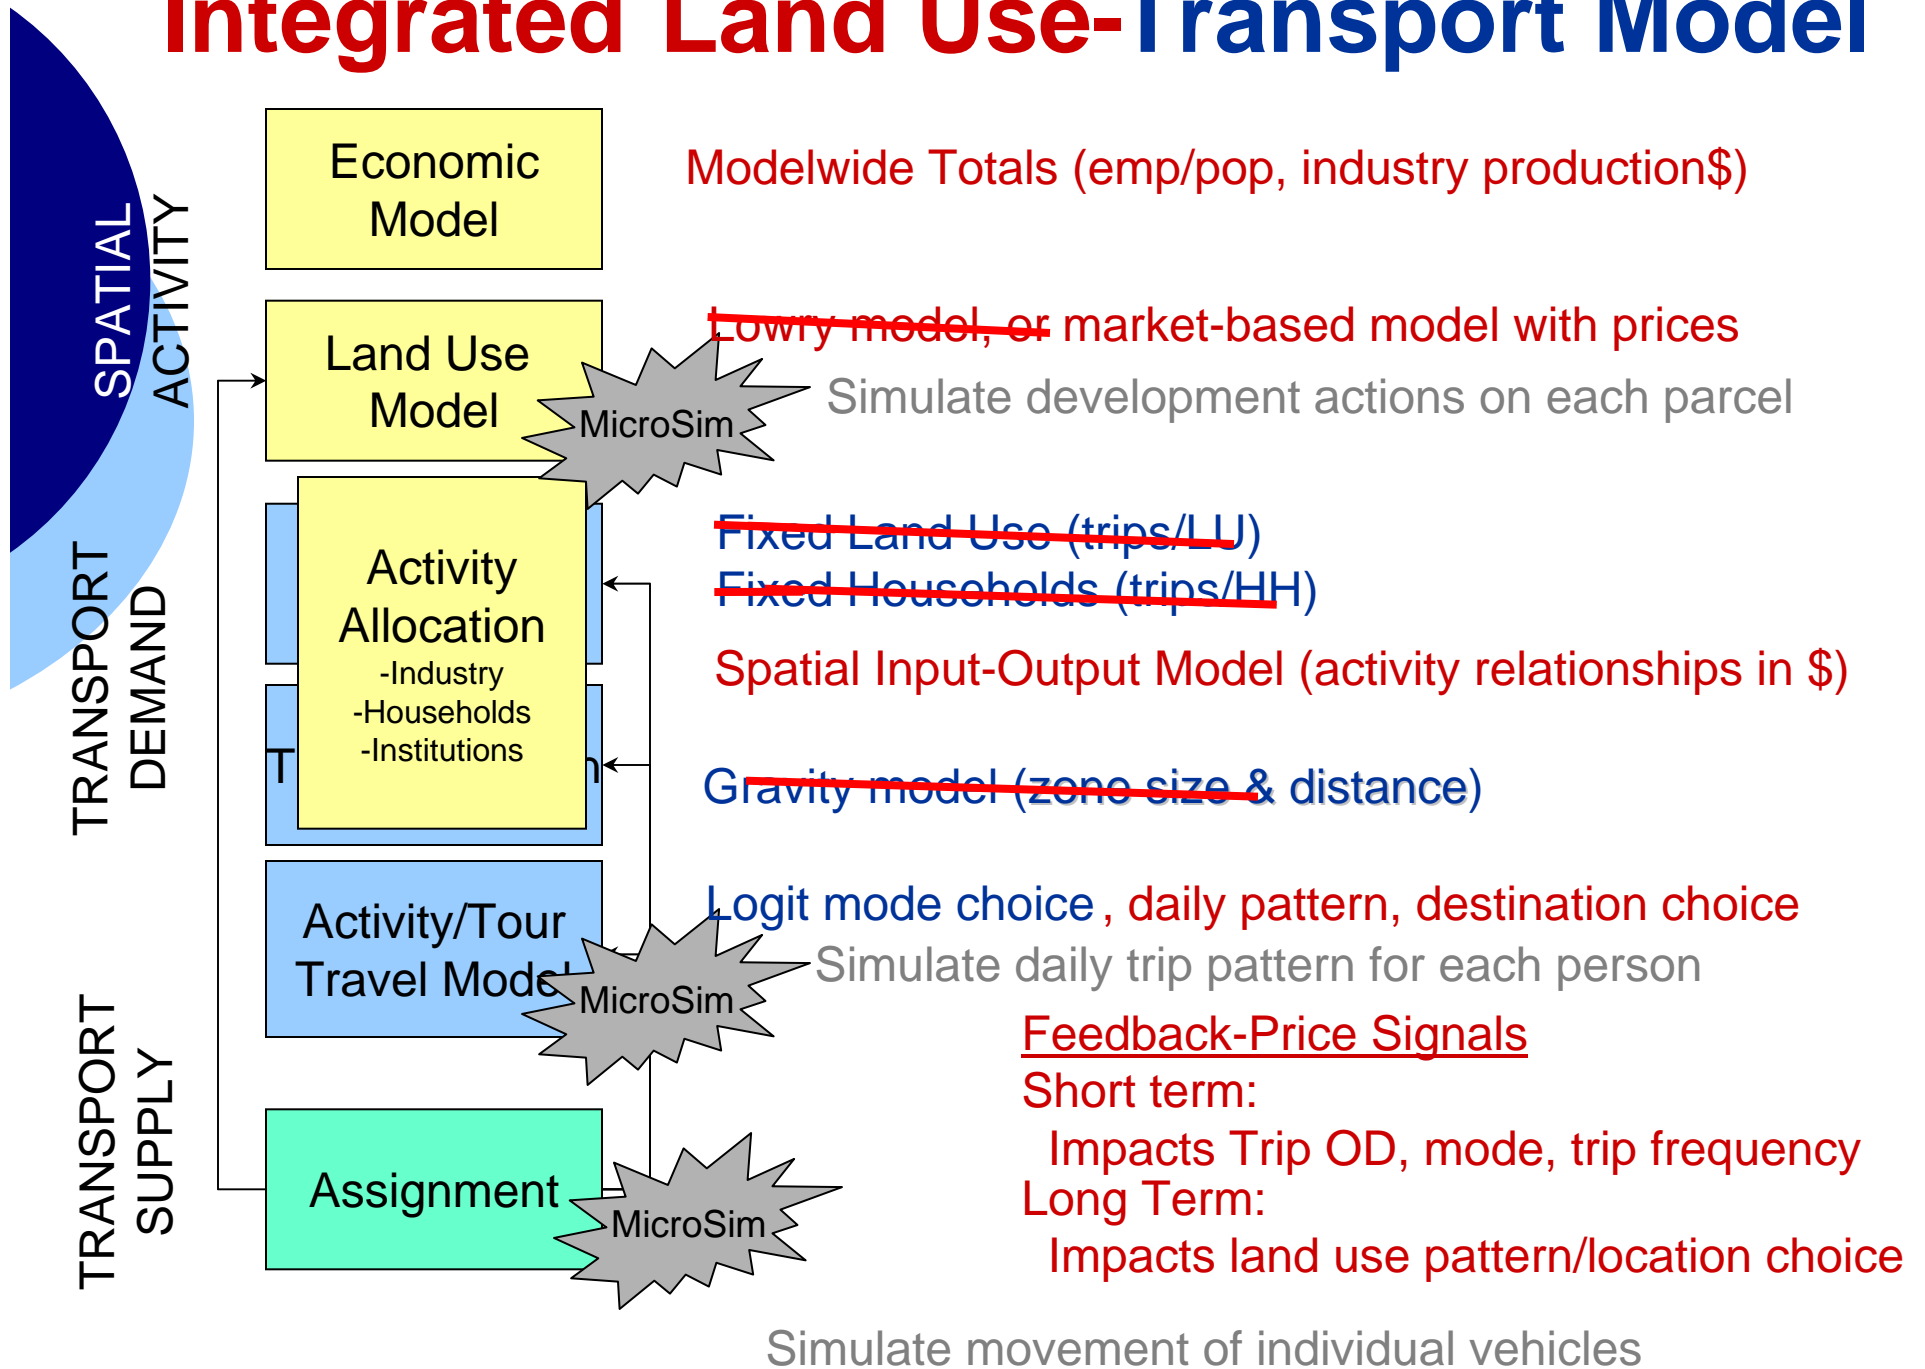 Integrated Land Use-Transport Model
SPATIAL
ACTIVITY
Economic
Model
Modelwide Totals (emp/pop, industry production$)
Land Use
Model
MicroSim
Lowry model, or market-based model with prices
Simulate development actions on each parcel
TRANSPORT
DEMAND
Activity
Allocation
-Industry
-Households
-Institutions
T
n
Fixed Land Use (trips/LU)
Fixed Households (trips/HH)
Spatial Input-Output Model (activity relationships in $)
Gravity model (zone size & distance)
Activity/Tour
Travel Model
MicroSim
Logit mode choice, daily pattern, destination choice
Simulate daily trip pattern for each person
TRANSPORT
SUPPLY
Assignment
MicroSim
Feedback-Price Signals
Short term:
Impacts Trip OD, mode, trip frequency
Long Term:
Impacts land use pattern/location choice
Simulate movement of individual vehicles